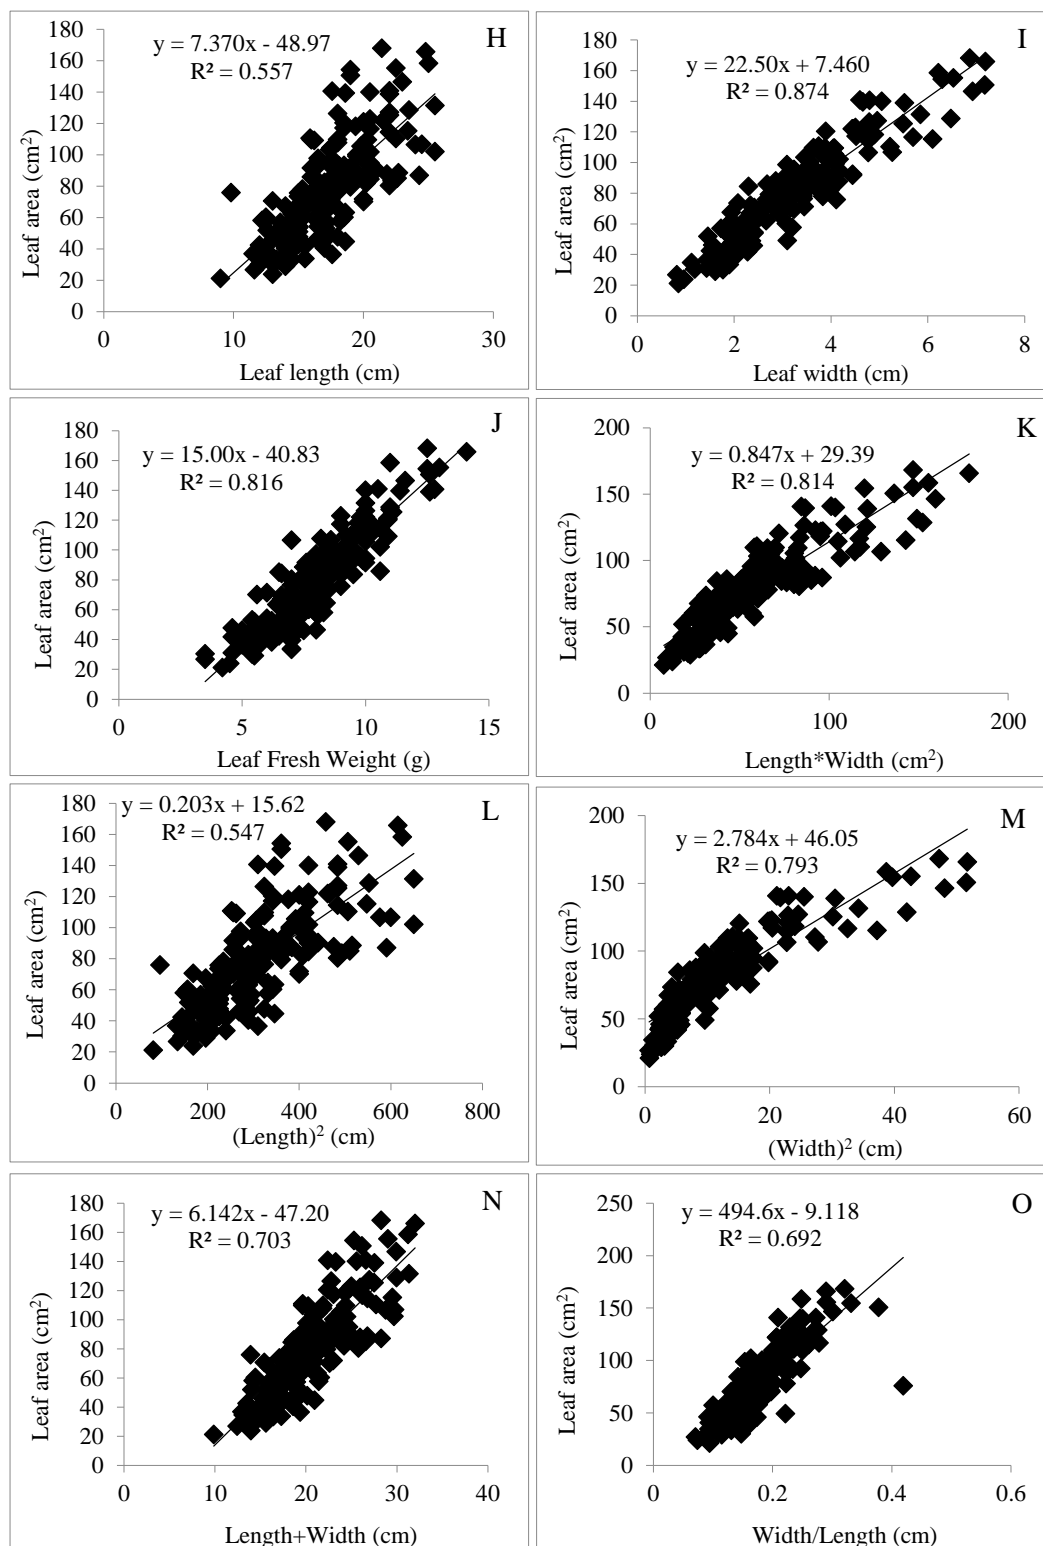 H
y = 7.370x - 48.97
R² = 0.557
Leaf area (cm²)
180
160
140
120
100
80
60
40
20
0
0 10 20 30
Leaf length (cm)
I
y = 22.50x + 7.460
R² = 0.874
Leaf area (cm²)
180
160
140
120
100
80
60
40
20
0
0 2 4 6 8
Leaf width (cm)
J
y = 15.00x - 40.83
R² = 0.816
Leaf area (cm²)
180
160
140
120
100
80
60
40
20
0
0 5 10 15
Leaf Fresh Weight (g)
K
y = 0.847x + 29.39
R² = 0.814
Leaf area (cm²)
200
150
100
50
0
0 100 200
Length*Width (cm²)
L
y = 0.203x + 15.62
R² = 0.547
Leaf area (cm²)
180
160
140
120
100
80
60
40
20
0
0 200 400 600 800
(Length)² (cm)
M
y = 2.784x + 46.05
R² = 0.793
Leaf area (cm²)
200
150
100
50
0
0 20 40 60
(Width)² (cm)
N
y = 6.142x - 47.20
R² = 0.703
Leaf area (cm²)
180
160
140
120
100
80
60
40
20
0
0 10 20 30 40
Length+Width (cm)
O
y = 494.6x - 9.118
R² = 0.692
Leaf area (cm²)
250
200
150
100
50
0
0 0.2 0.4 0.6
Width/Length (cm)